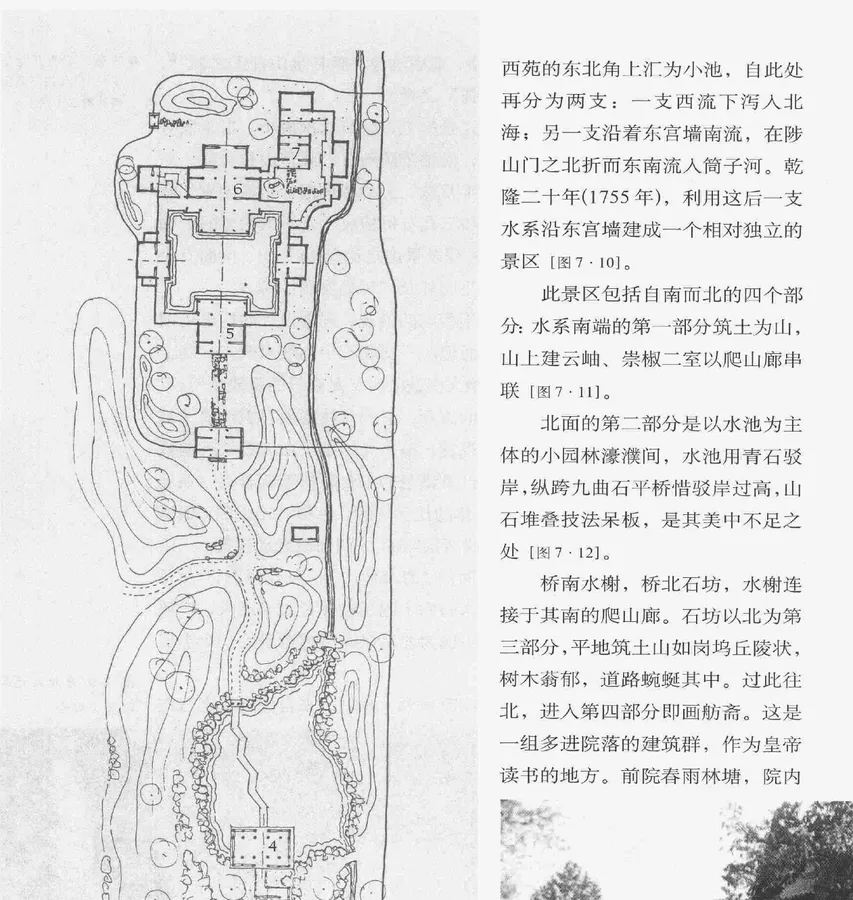 西苑的东北角上汇为小池，自此处
再分为两支：一支西流下泻入北
海；另一支沿着东宫墙南流，在陟
山门之北折而东南流入筒子河。乾
隆二十年(1755年)，利用这后一支
水系沿东宫墙建成一个相对独立的
景区［图7·10］。
此景区包括自南而北的四个部
分：水系南端的第一部分筑土为山，
山上建云岫、崇椒二室以爬山廊串
联［图7·11］。
北面的第二部分是以水池为主
体的小园林濠濮间，水池用青石驳
岸，纵跨九曲石平桥惜驳岸过高，山
石堆叠技法呆板，是其美中不足之
处［图7·12］。
桥南水榭，桥北石坊，水榭连
接于其南的爬山廊。石坊以北为第
三部分，平地筑土山如岗坞丘陵状，
树木蓊郁，道路蜿蜒其中。过此往
北，进入第四部分即画舫斋。这是
一组多进院落的建筑群，作为皇帝
读书的地方。前院春雨林塘，院内
7
6
5
4